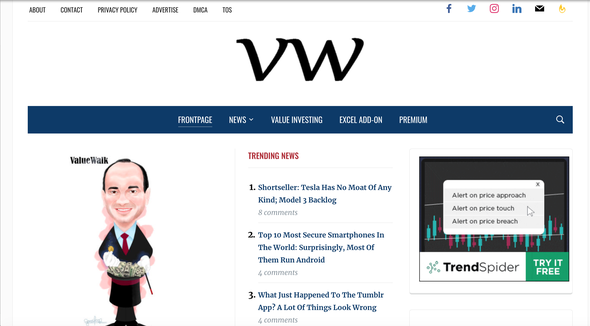 ABOUT CONTACT PRIVACY POLICY ADVERTISE DMCA TOS
vw
FRONTPAGE NEWS VALUE INVESTING EXCEL ADD-ON PREMIUM
ValueWalk
TRENDING NEWS
1. Shortseller: Tesla Has No Moat Of Any
Kind; Model 3 Backlog
8 comments
2. Top 10 Most Secure Smartphones In
The World: Surprisingly, Most Of
Them Run Android
4 comments
3. What Just Happened To The Tumblr
App? A Lot Of Things Look Wrong
4 comments
x
Alert on price approach
Alert on price touch
Alert on price breach
TrendSpider
TRY IT
FREE